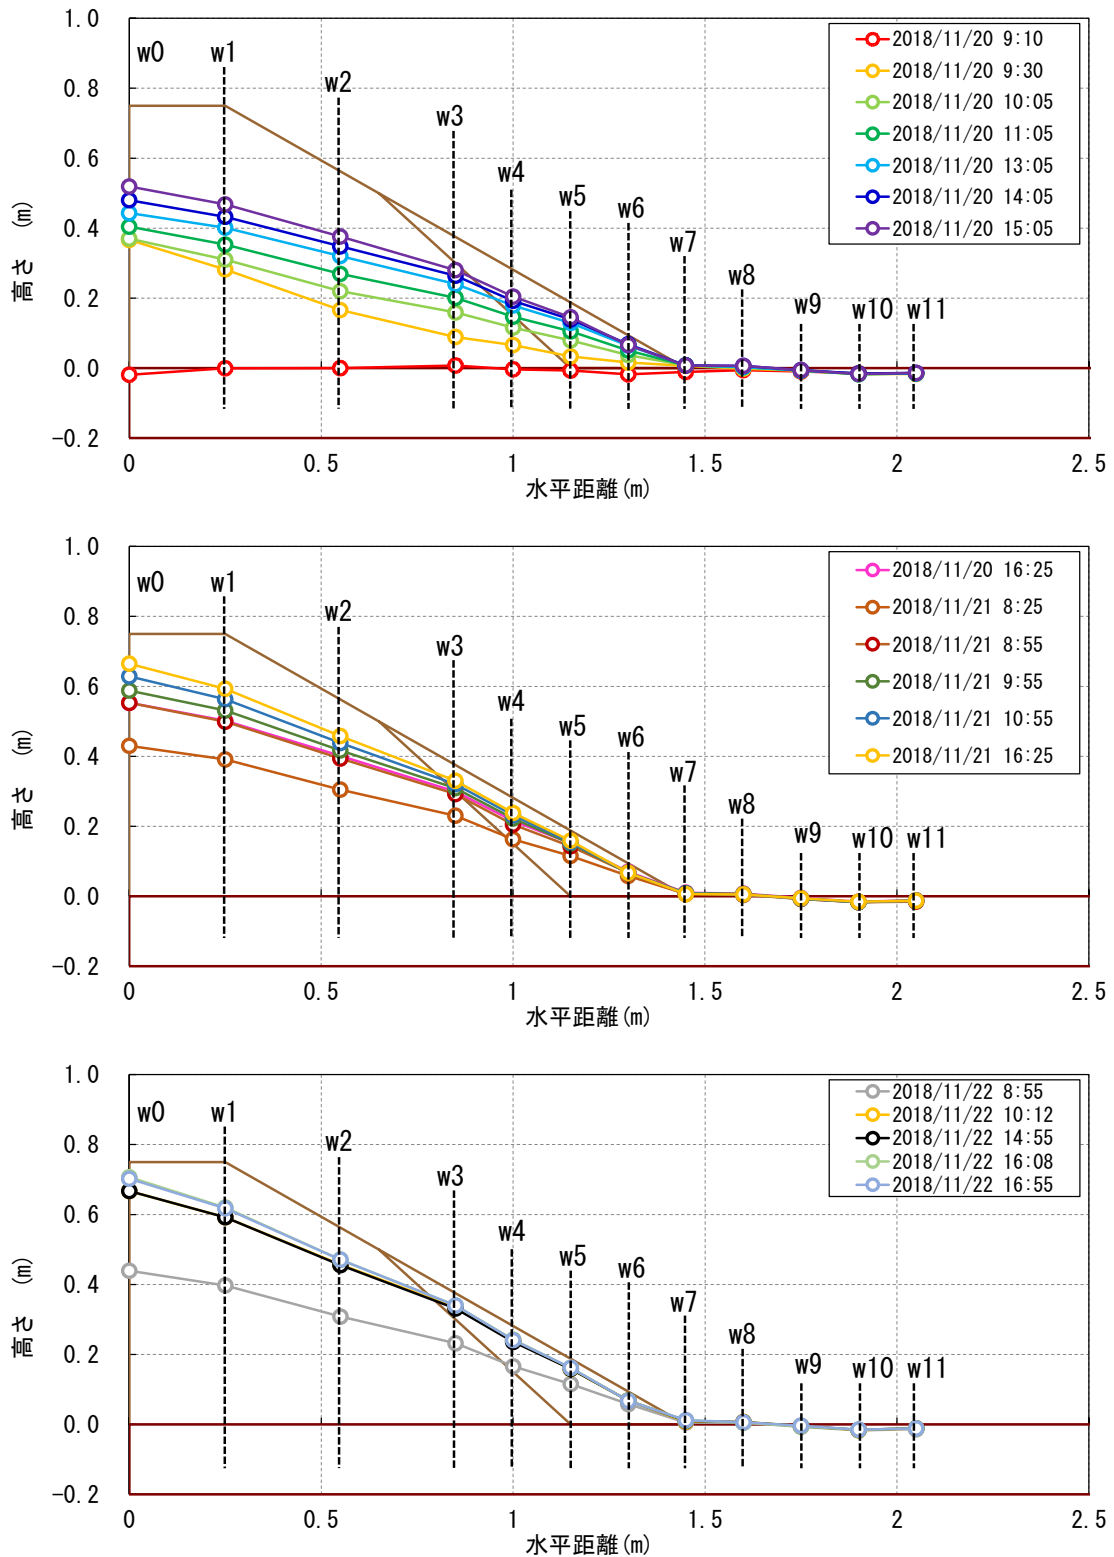 1.0
w0
w1
0.8
w2
w3
0.6
w4
w5
w6
0.4
w7
w8
0.2
w9
w10
w11
0.0
-0.2
高さ (m)
2018/11/20 9:10
2018/11/20 9:30
2018/11/20 10:05
2018/11/20 11:05
2018/11/20 13:05
2018/11/20 14:05
2018/11/20 15:05
0 0.5 1 1.5 2 2.5
水平距離(m)
1.0
w0
w1
0.8
w2
w3
0.6
w4
w5
w6
0.4
w7
w8
0.2
w9
w10
w11
0.0
-0.2
高さ (m)
2018/11/20 16:25
2018/11/21 8:25
2018/11/21 8:55
2018/11/21 9:55
2018/11/21 10:55
2018/11/21 16:25
0 0.5 1 1.5 2 2.5
水平距離(m)
1.0
w0
w1
0.8
w2
w3
0.6
w4
w5
w6
0.4
w7
w8
0.2
w9
w10
w11
0.0
-0.2
高さ (m)
2018/11/22 8:55
2018/11/22 10:12
2018/11/22 14:55
2018/11/22 16:08
2018/11/22 16:55
0 0.5 1 1.5 2 2.5
水平距離(m)